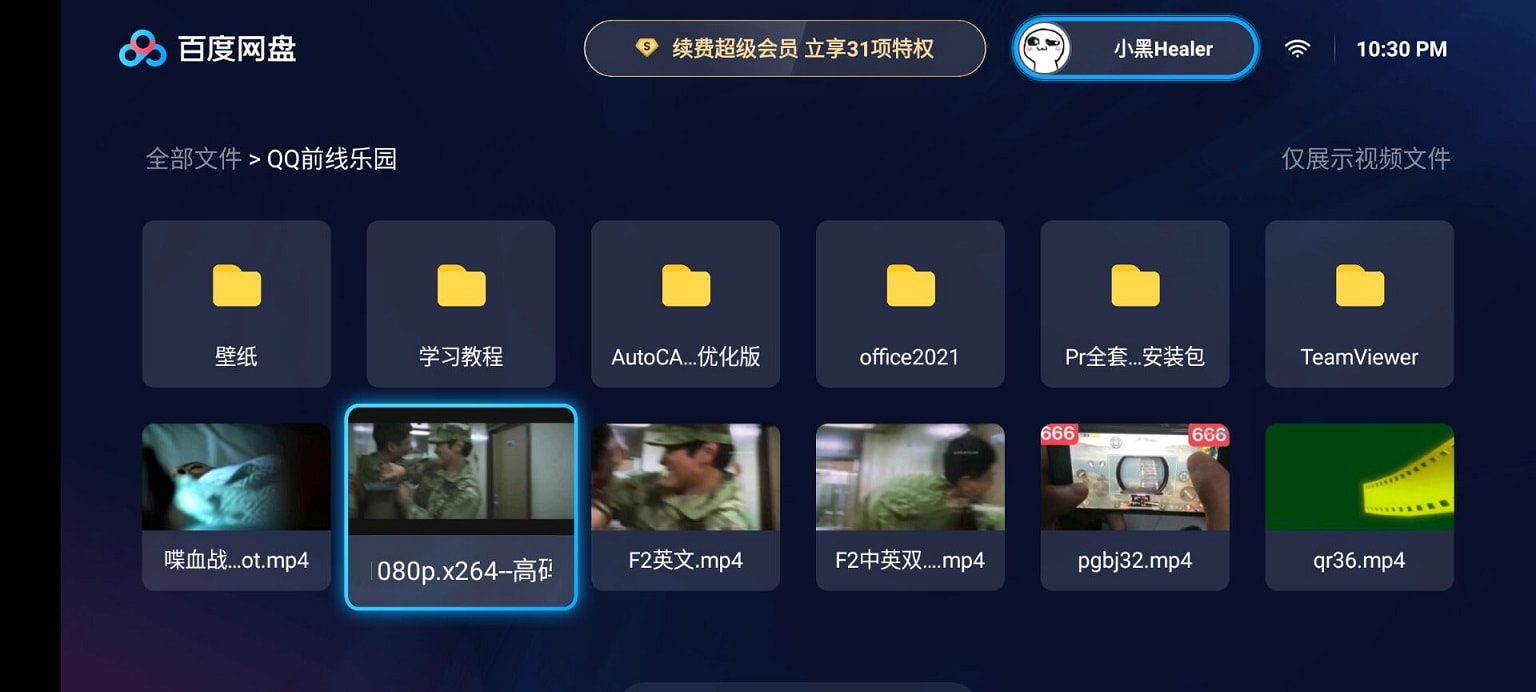 百度网盘
续费超级会员 立享31项特权
小黑Healer
10:30 PM
全部文件 > QQ前线乐园
仅展示视频文件
壁纸
学习教程
AutoCA...优化版
office2021
Pr全套...安装包
TeamViewer
666
666
喋血战...ot.mp4
080p.x264--高码
F2英文.mp4
F2中英双....mp4
pgbj32.mp4
qr36.mp4